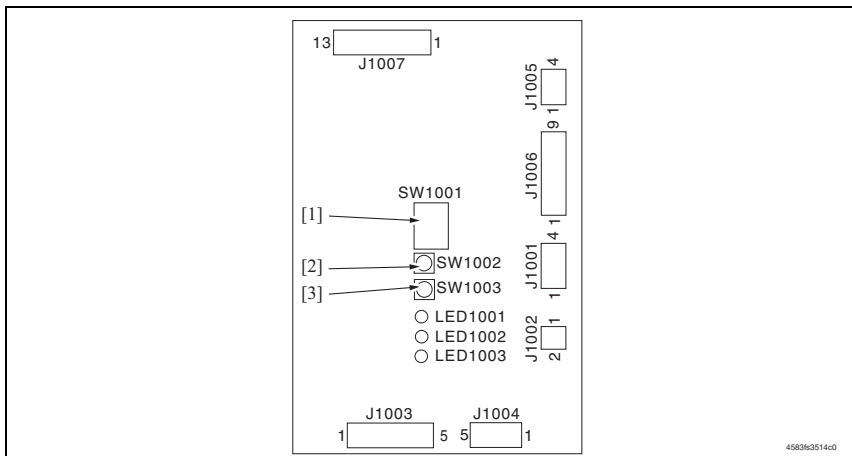 13 1
J1007
J1005
4
1
J1006
9
1
SW1001
[1]
J1001
4
1
[2]
SW1002
[3]
SW1003
LED1001
J1002
1
2
LED1002
LED1003
J1003
1 5
J1004
5 1
4583fs3514c0